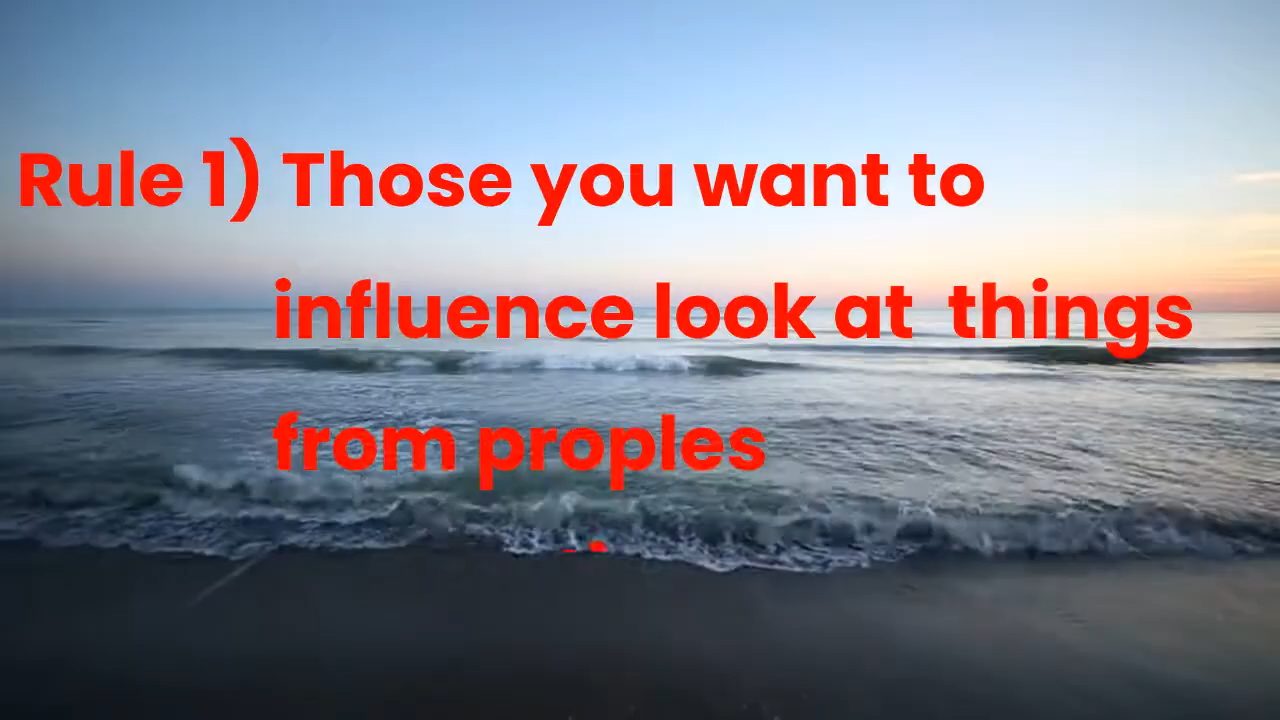 Rule 1) Those you want to
influence look at things
from proples